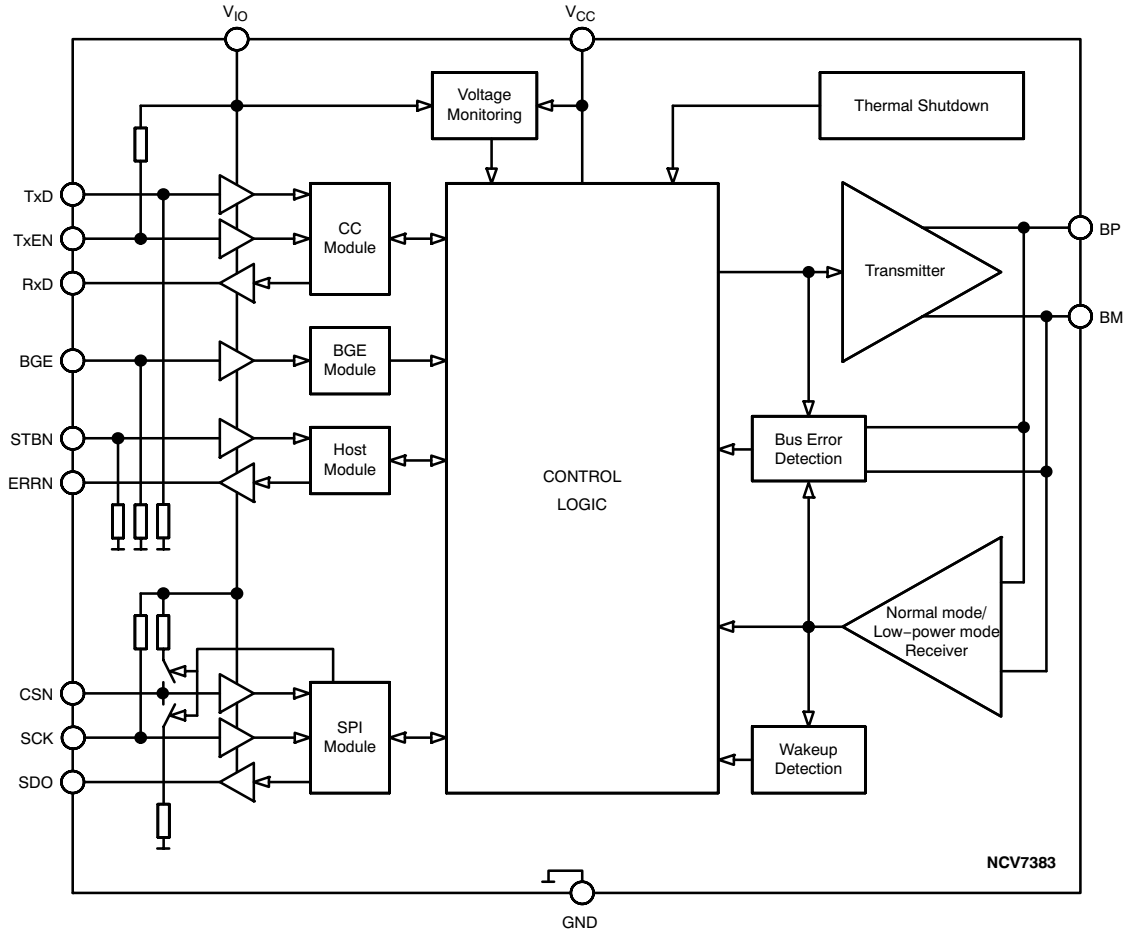 VIO
VCC
Voltage
Monitoring
Thermal Shutdown
TxD
TxEN
RxD
CC
Module
BP
Transmitter
BM
BGE
BGE
Module
STBN
ERRN
Host
Module
Bus Error
Detection
CONTROL
LOGIC
Normal mode/
Low−power mode
Receiver
CSN
SCK
SDO
SPI
Module
Wakeup
Detection
NCV7383
GND